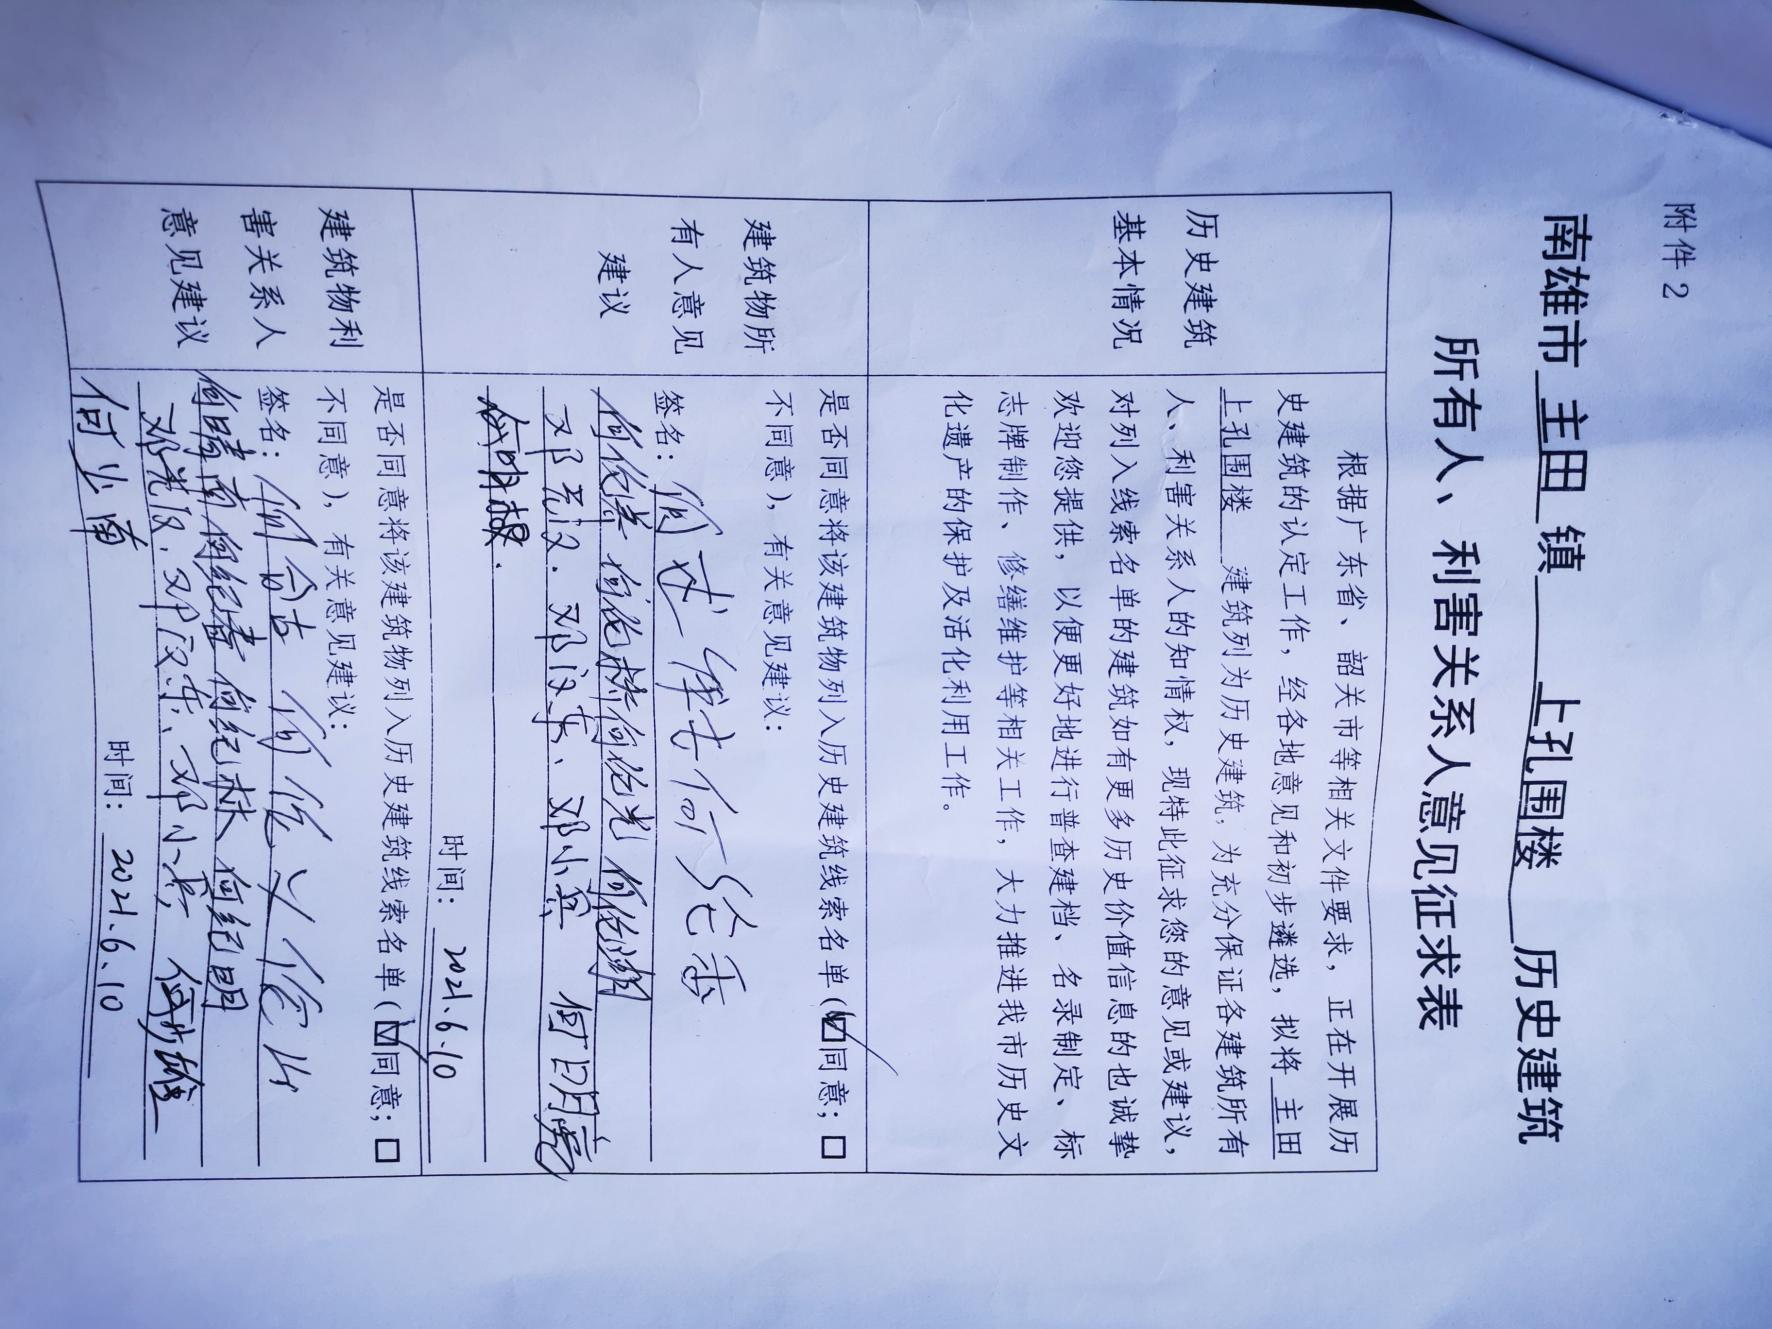 附件2
南雄市 主田 镇 上孔围楼 历史建筑
所有人、利害关系人意见征求表
历史建筑
基本情况
根据广东省、韶关市等相关文件要求，正在开展历
史建筑的认定工作，经各地意见和初步遴选，拟将 主田
上孔围楼 建筑列为历史建筑，为充分保证各建筑所有
人、利害关系人的知情权，现特此征求您的意见或建议，
对列入线索名单的建筑如有更多历史价值信息的也诚挚
欢迎您提供，以便更好地进行普查建档、名录制定、标
志牌制作、修缮维护等相关工作，大力推进我市历史文
化遗产的保护及活化利用工作。
建筑物所
有人意见
建议
是否同意将该建筑物列入历史建筑线索名单（☑同意；□
不同意），有关意见建议：
签名：
邓小兵
时间： 2021.6.10
建筑物利
害关系人
意见建议
是否同意将该建筑物列入历史建筑线索名单（☑同意；□
不同意），有关意见建议：
签名：
何纪林 何纪明
邓小兵
何少南
时间： 2021.6.10